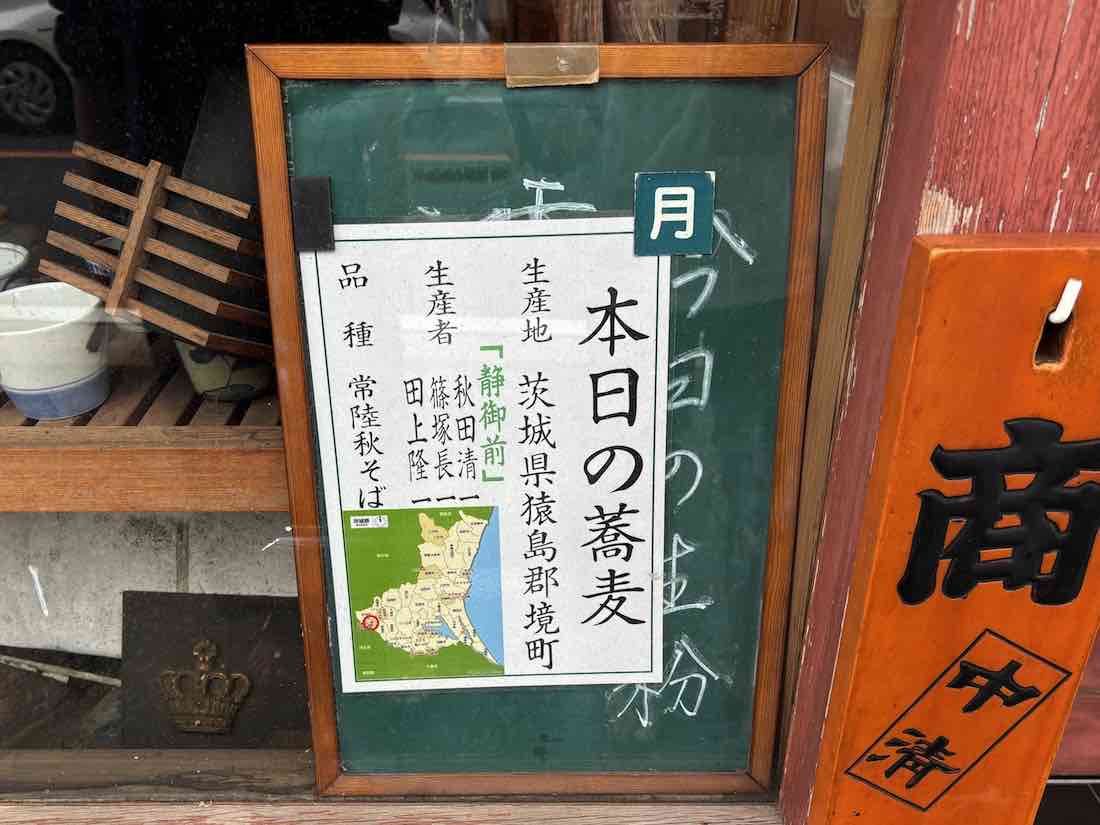 月
本日の蕎麦
生産地　茨城県猿島郡境町
「静御前」
生産者　秋田清一
篠塚長一
田上隆一
品種　常陸秋そば
今日の生粉
商
中清